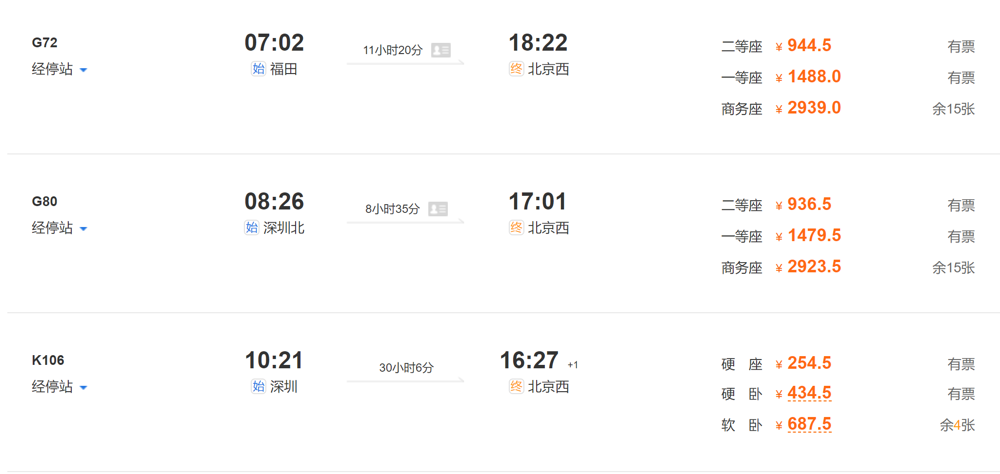 G72
经停站
07:02
始 福田
11小时20分
18:22
终 北京西
二等座 ¥ 944.5 有票
一等座 ¥ 1488.0 有票
商务座 ¥ 2939.0 余15张
G80
经停站
08:26
始 深圳北
8小时35分
17:01
终 北京西
二等座 ¥ 936.5 有票
一等座 ¥ 1479.5 有票
商务座 ¥ 2923.5 余15张
K106
经停站
10:21
始 深圳
30小时6分
16:27 +1
终 北京西
硬 座 ¥ 254.5 有票
硬 卧 ¥ 434.5 有票
软 卧 ¥ 687.5 余4张